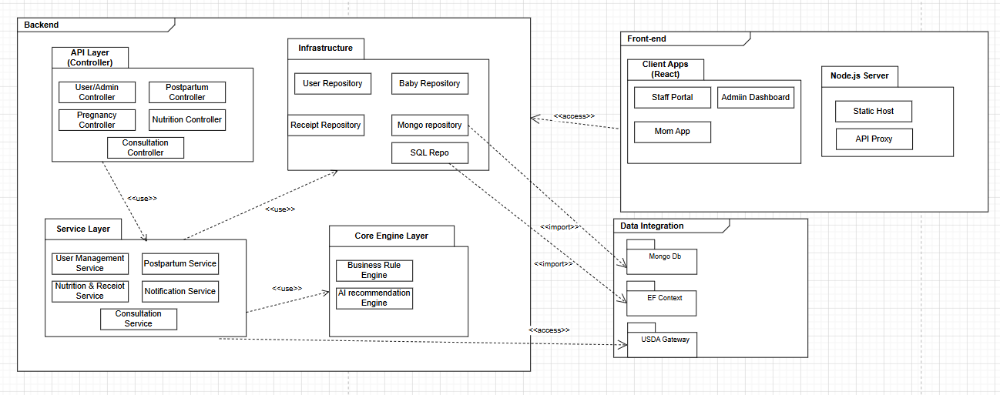 Backend
API Layer
(Controller)
User/Admin
Controller
Postpartum
Controller
Pregnancy
Controller
Nutrition Controller
Consultation
Controller
Infrastructure
User Repository
Baby Repository
Receipt Repository
Mongo repository
SQL Repo
<<use>>
<<use>>
Service Layer
User Management
Service
Postpartum Service
Nutrition & Receiot
Service
Notification Service
Consultation
Service
<<use>>
Core Engine Layer
Business Rule
Engine
AI recommendation
Engine
<<access>>
Front-end
Client Apps
(React)
Staff Portal
Admiin Dashboard
Mom App
Node.js Server
Static Host
API Proxy
<<import>>
<<import>>
<<access>>
Data Integration
Mongo Db
EF Context
USDA Gateway